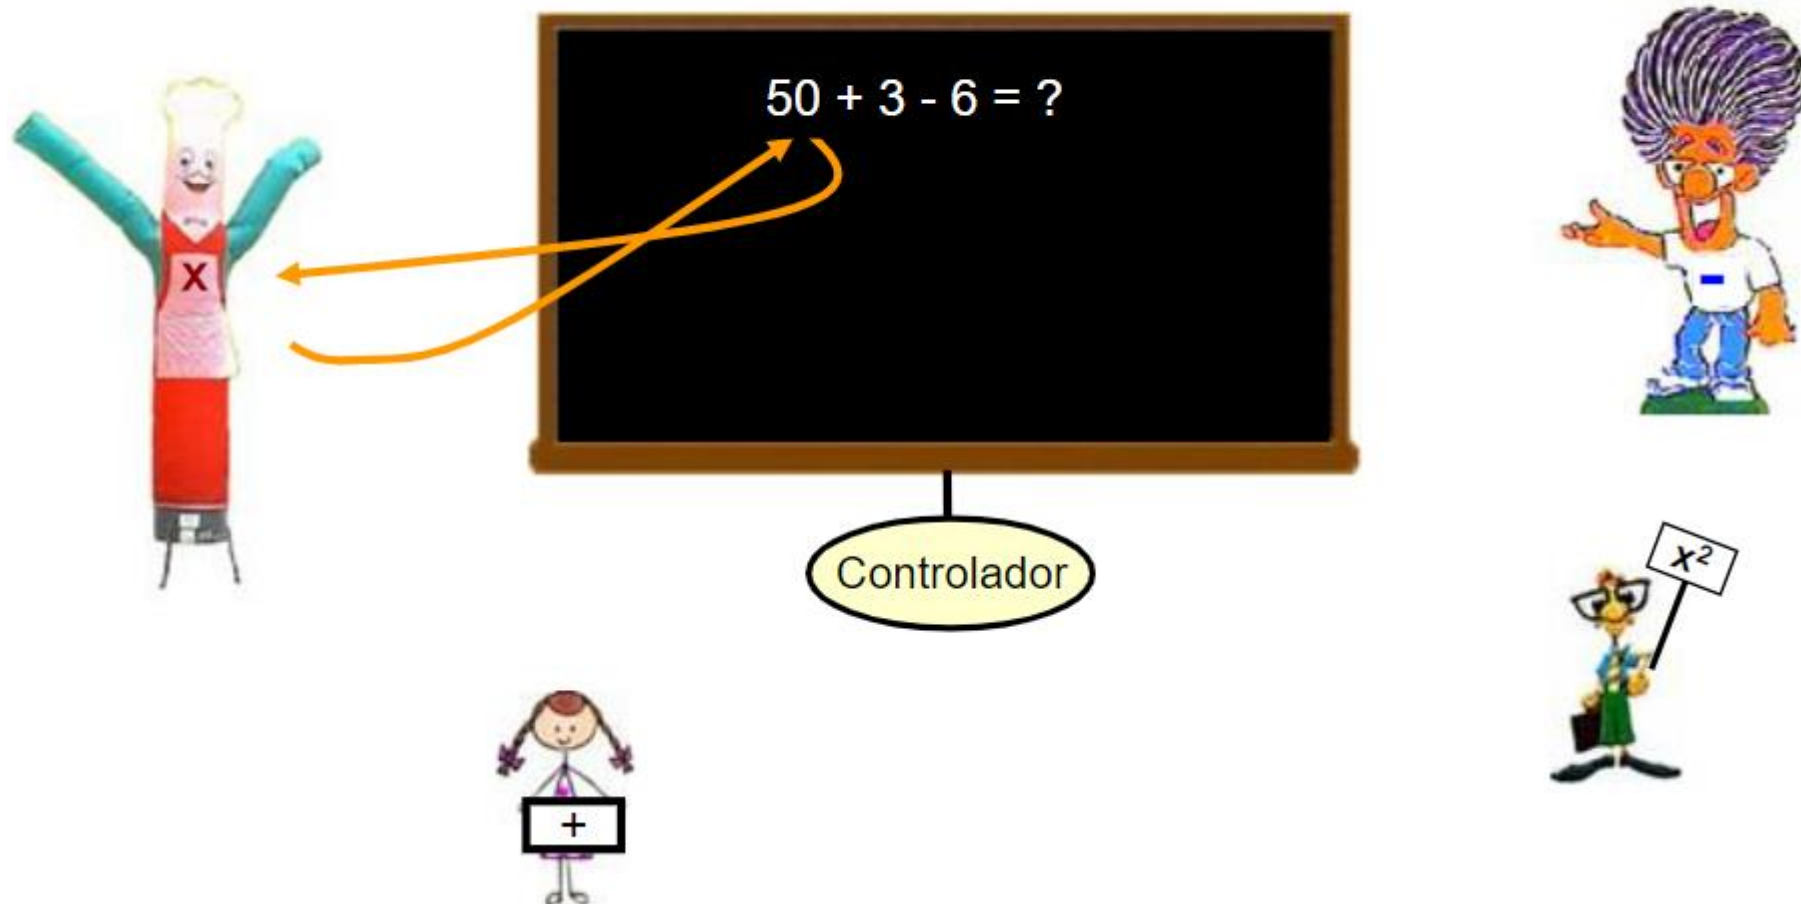 50 + 3 - 6 = ?
X
-
Controlador
x²
+